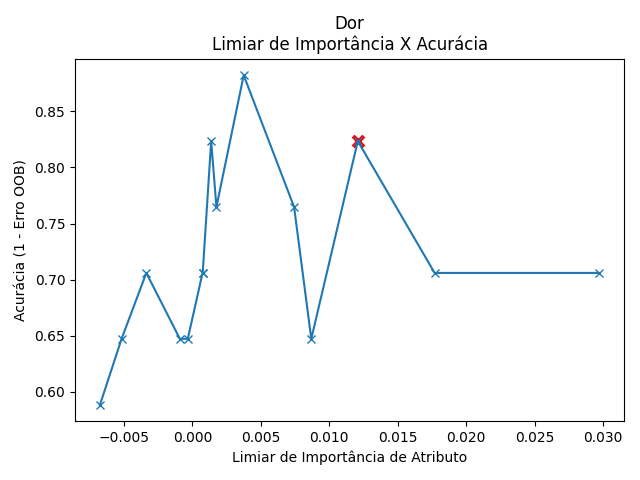 Dor
Limiar de Importância X Acurácia
Acurácia (1 - Erro OOB)
0.85
0.80
0.75
0.70
0.65
0.60
−0.005 0.000 0.005 0.010 0.015 0.020 0.025 0.030
Limiar de Importância de Atributo